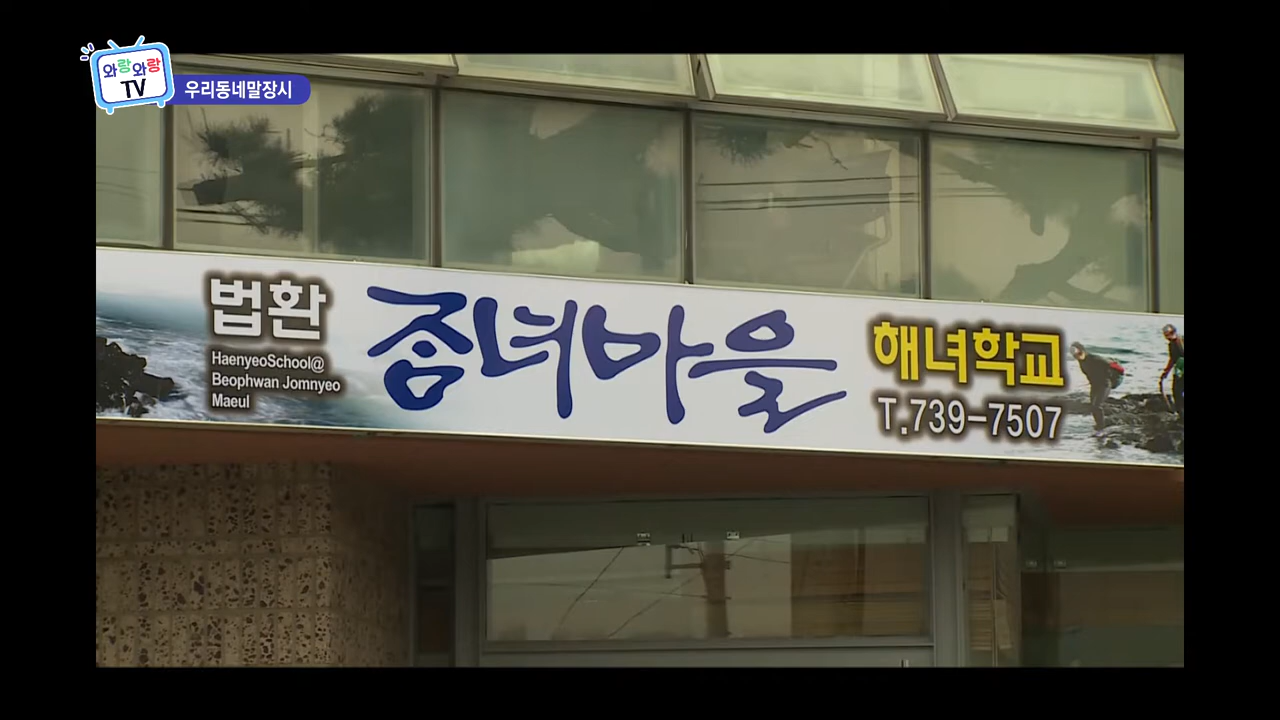 와랑와랑
TV
우리동네말장시
법환
HaenyeoSchool@
Beophwan Jomnyeo
Maeul
좀녀마을
해녀학교
T.739-7507